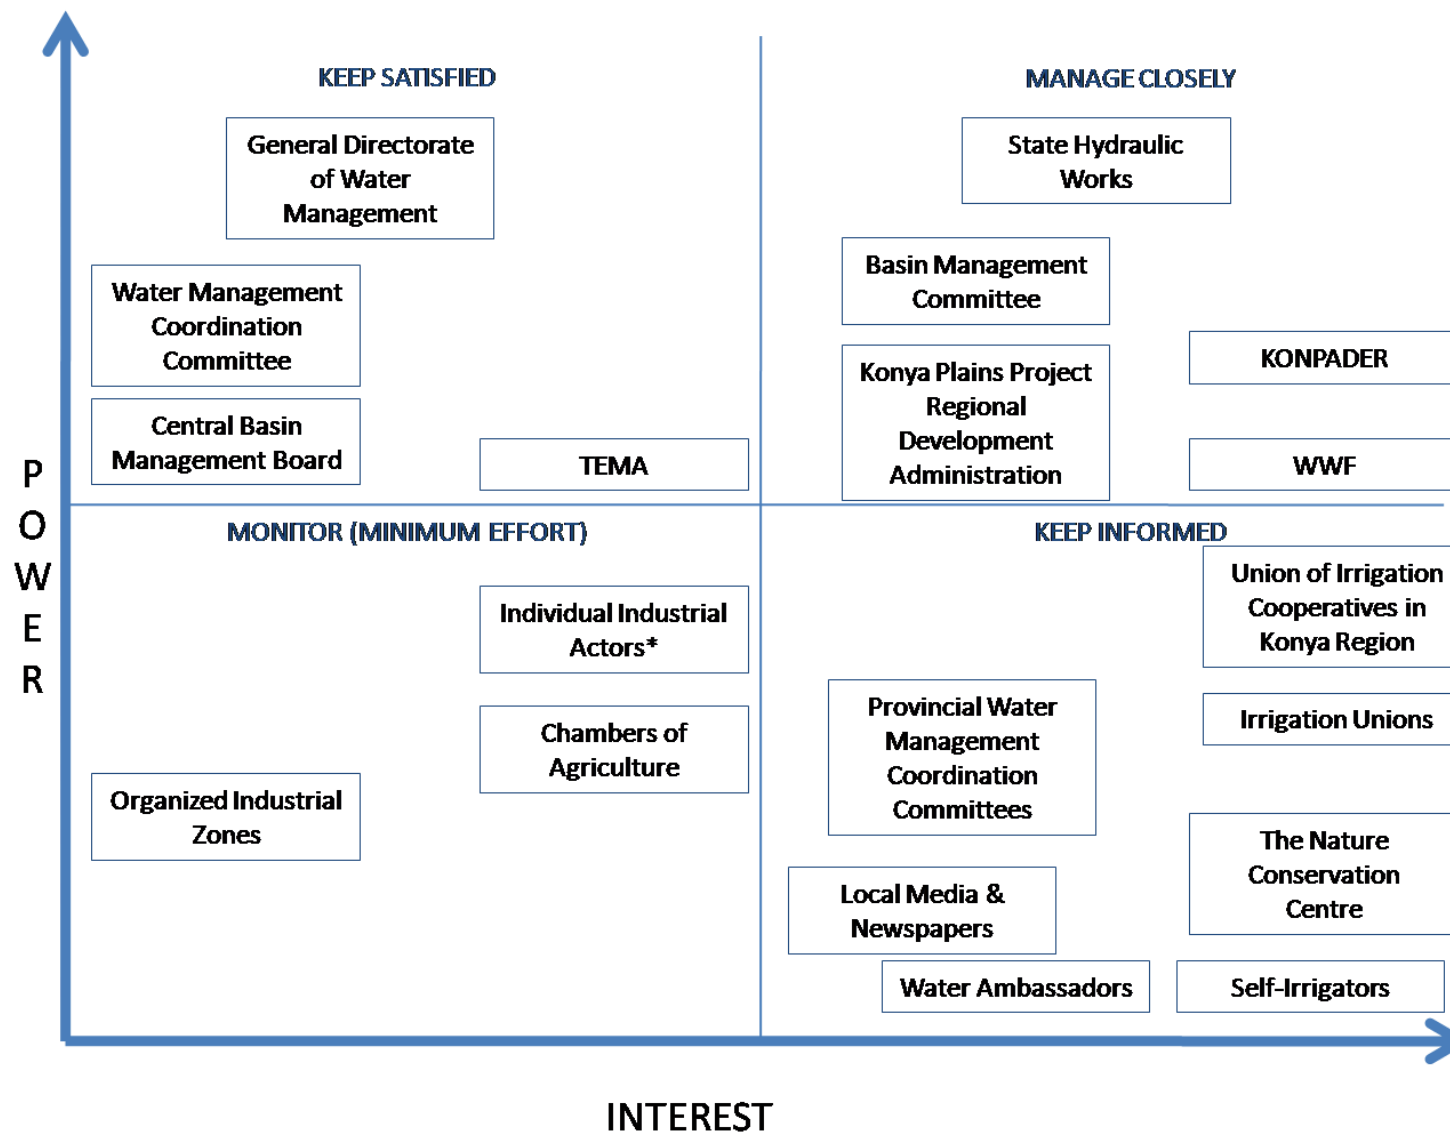 KEEP SATISFIED
General Directorate
of Water
Management
Water Management
Coordination
Committee
Central Basin
Management Board
TEMA
MANAGE CLOSELY
State Hydraulic
Works
Basin Management
Committee
Konya Plains Project
Regional
Development
Administration
KONPADER
WWF
P
O
W
E
R
MONITOR (MINIMUM EFFORT)
Individual Industrial
Actors*
Chambers of
Agriculture
Organized Industrial
Zones
KEEP INFORMED
Union of Irrigation
Cooperatives in
Konya Region
Provincial Water
Management
Coordination
Committees
Irrigation Unions
The Nature
Conservation
Centre
Local Media &
Newspapers
Water Ambassadors
Self-Irrigators
INTEREST